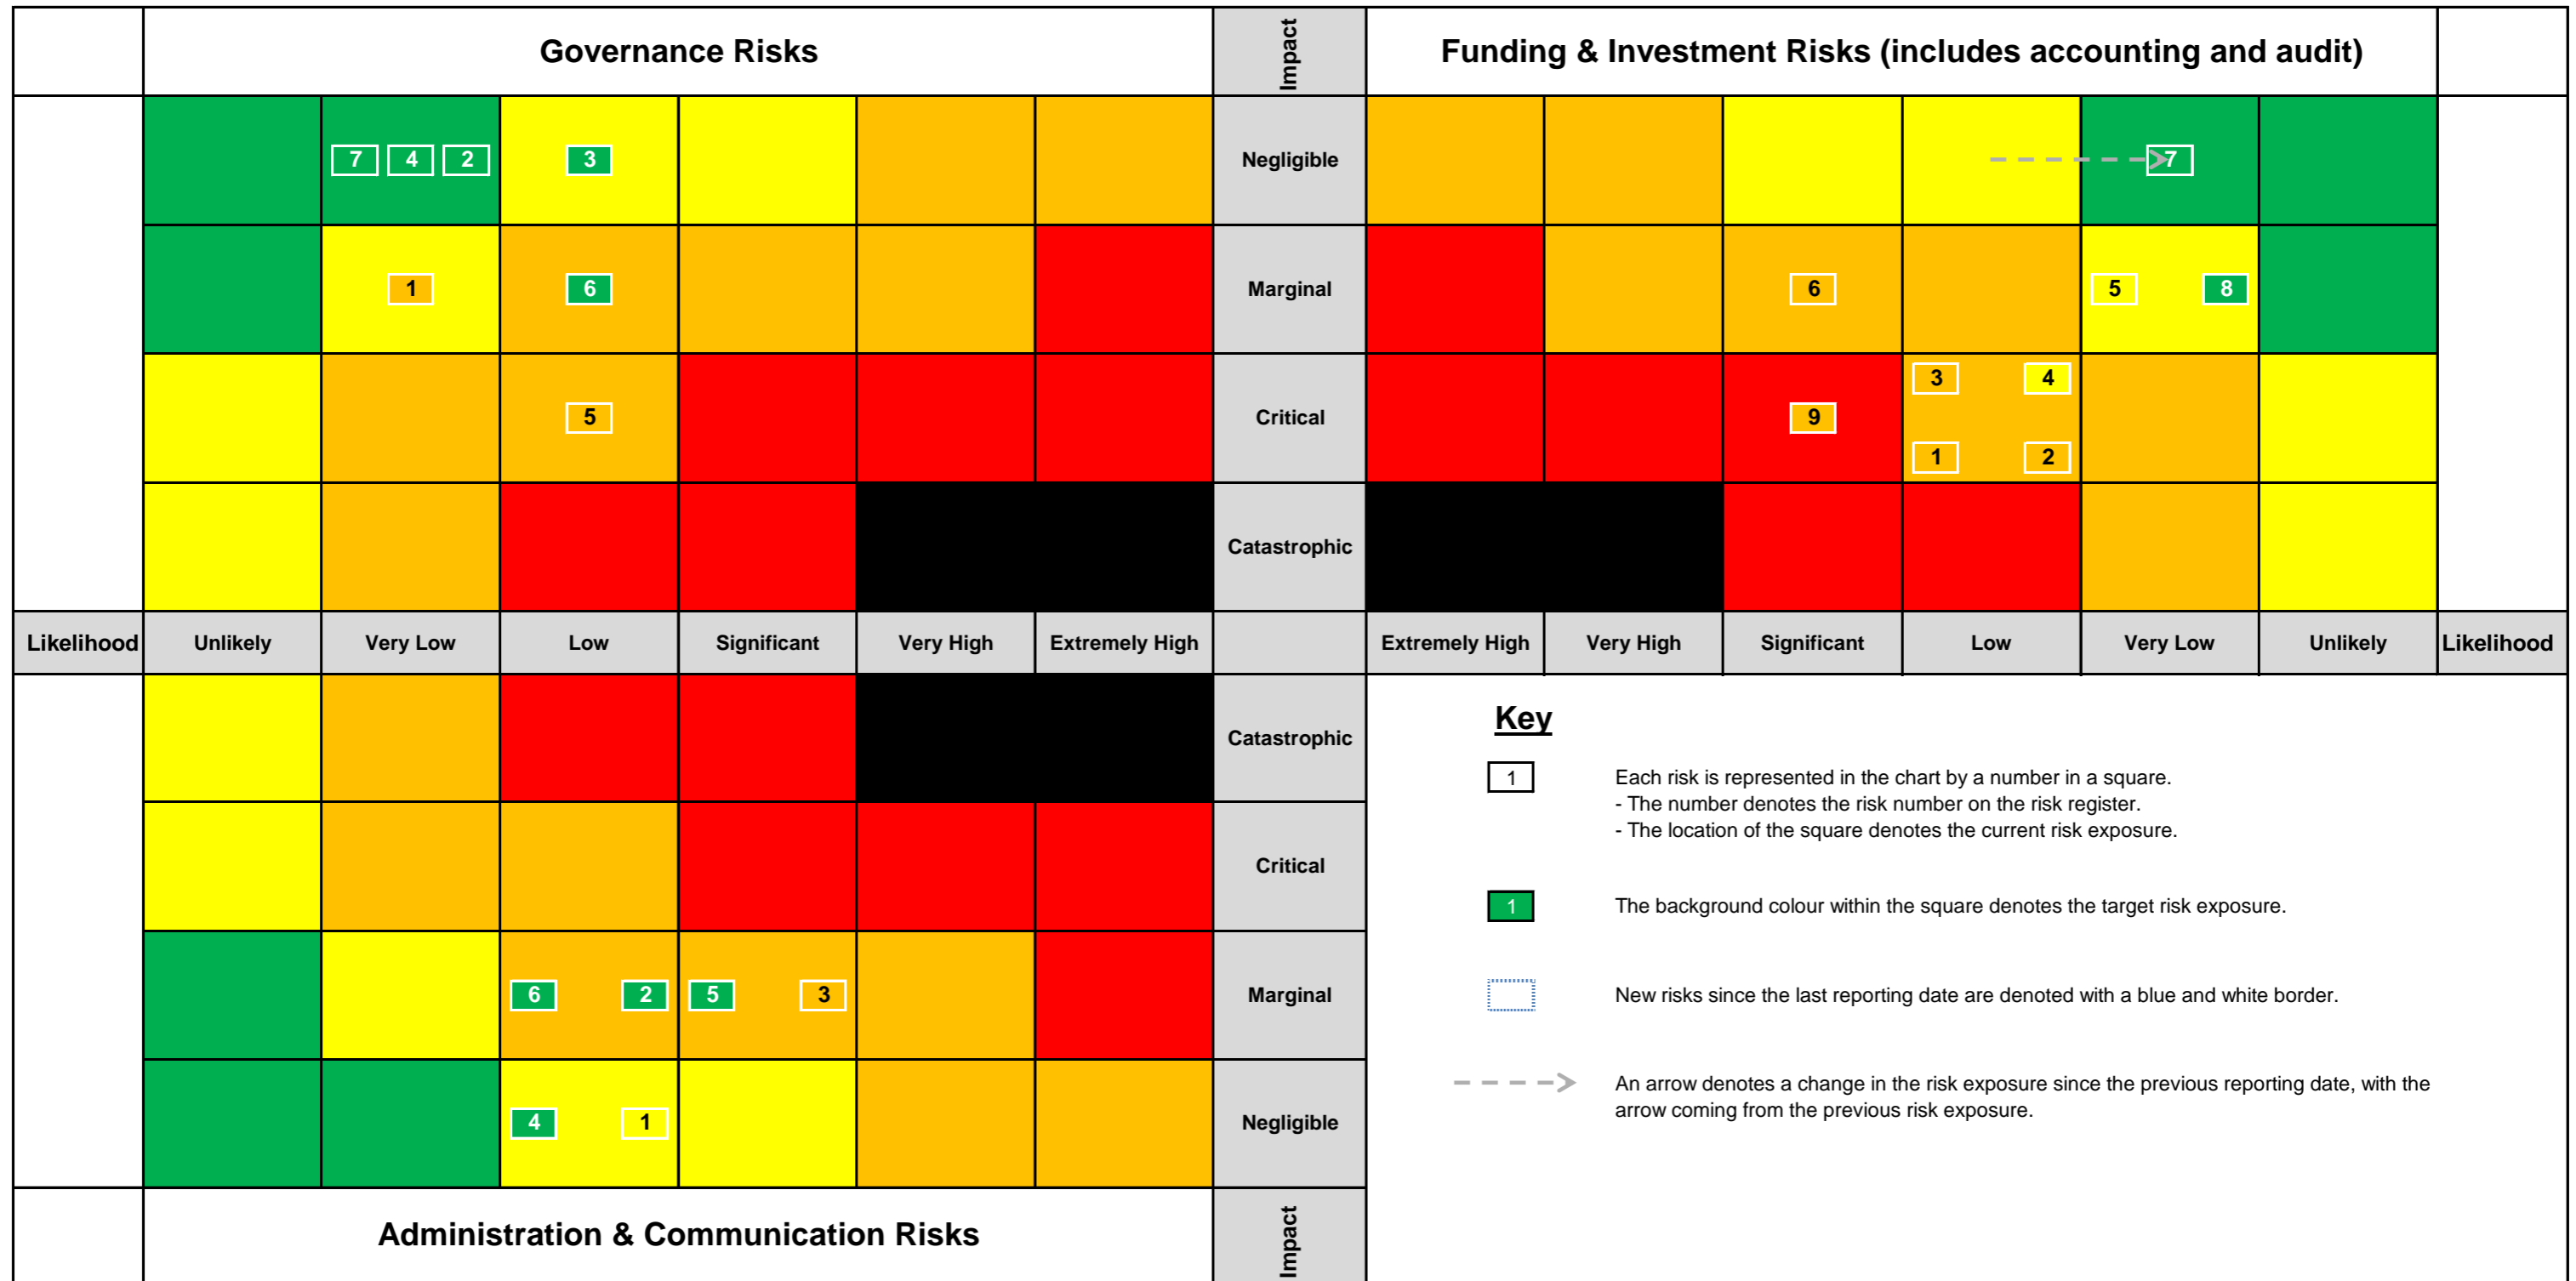 Governance Risks
Impact
Funding & Investment Risks (includes accounting and audit)
7 4 2 3
Negligible
7
1 6
Marginal
6 5 8
5
Critical
3 4
9
1 2
Catastrophic
Likelihood Unlikely Very Low Low Significant Very High Extremely High Extremely High Very High Significant Low Very Low Unlikely Likelihood
Catastrophic
Critical
6 2 5 3
Marginal
4 1
Negligible
Administration & Communication Risks
Impact
Key
1 Each risk is represented in the chart by a number in a square.
- The number denotes the risk number on the risk register.
- The location of the square denotes the current risk exposure.
1 The background colour within the square denotes the target risk exposure.
New risks since the last reporting date are denoted with a blue and white border.
An arrow denotes a change in the risk exposure since the previous reporting date, with the
arrow coming from the previous risk exposure.